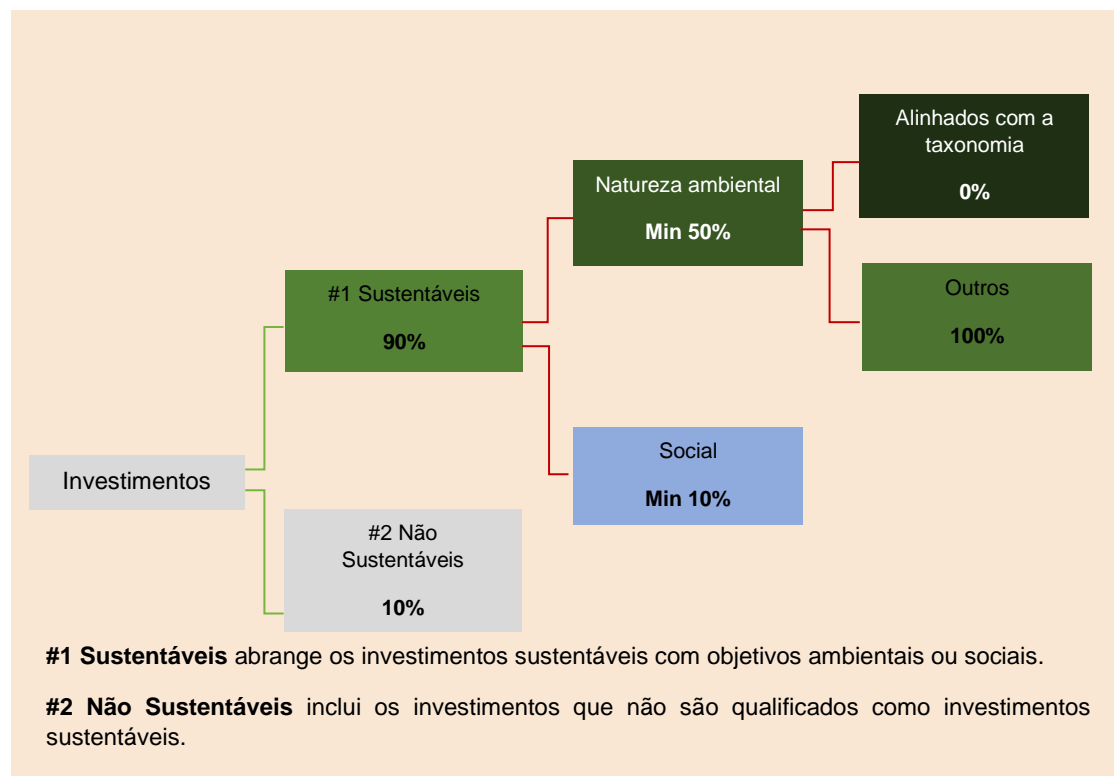 Alinhados com a
taxonomia
0%
Natureza ambiental
Min 50%
#1 Sustentáveis
90%
Outros
100%
Social
Min 10%
Investimentos
#2 Não
Sustentáveis
10%
#1 Sustentáveis abrange os investimentos sustentáveis com objetivos ambientais ou sociais.
#2 Não Sustentáveis inclui os investimentos que não são qualificados como investimentos
sustentáveis.